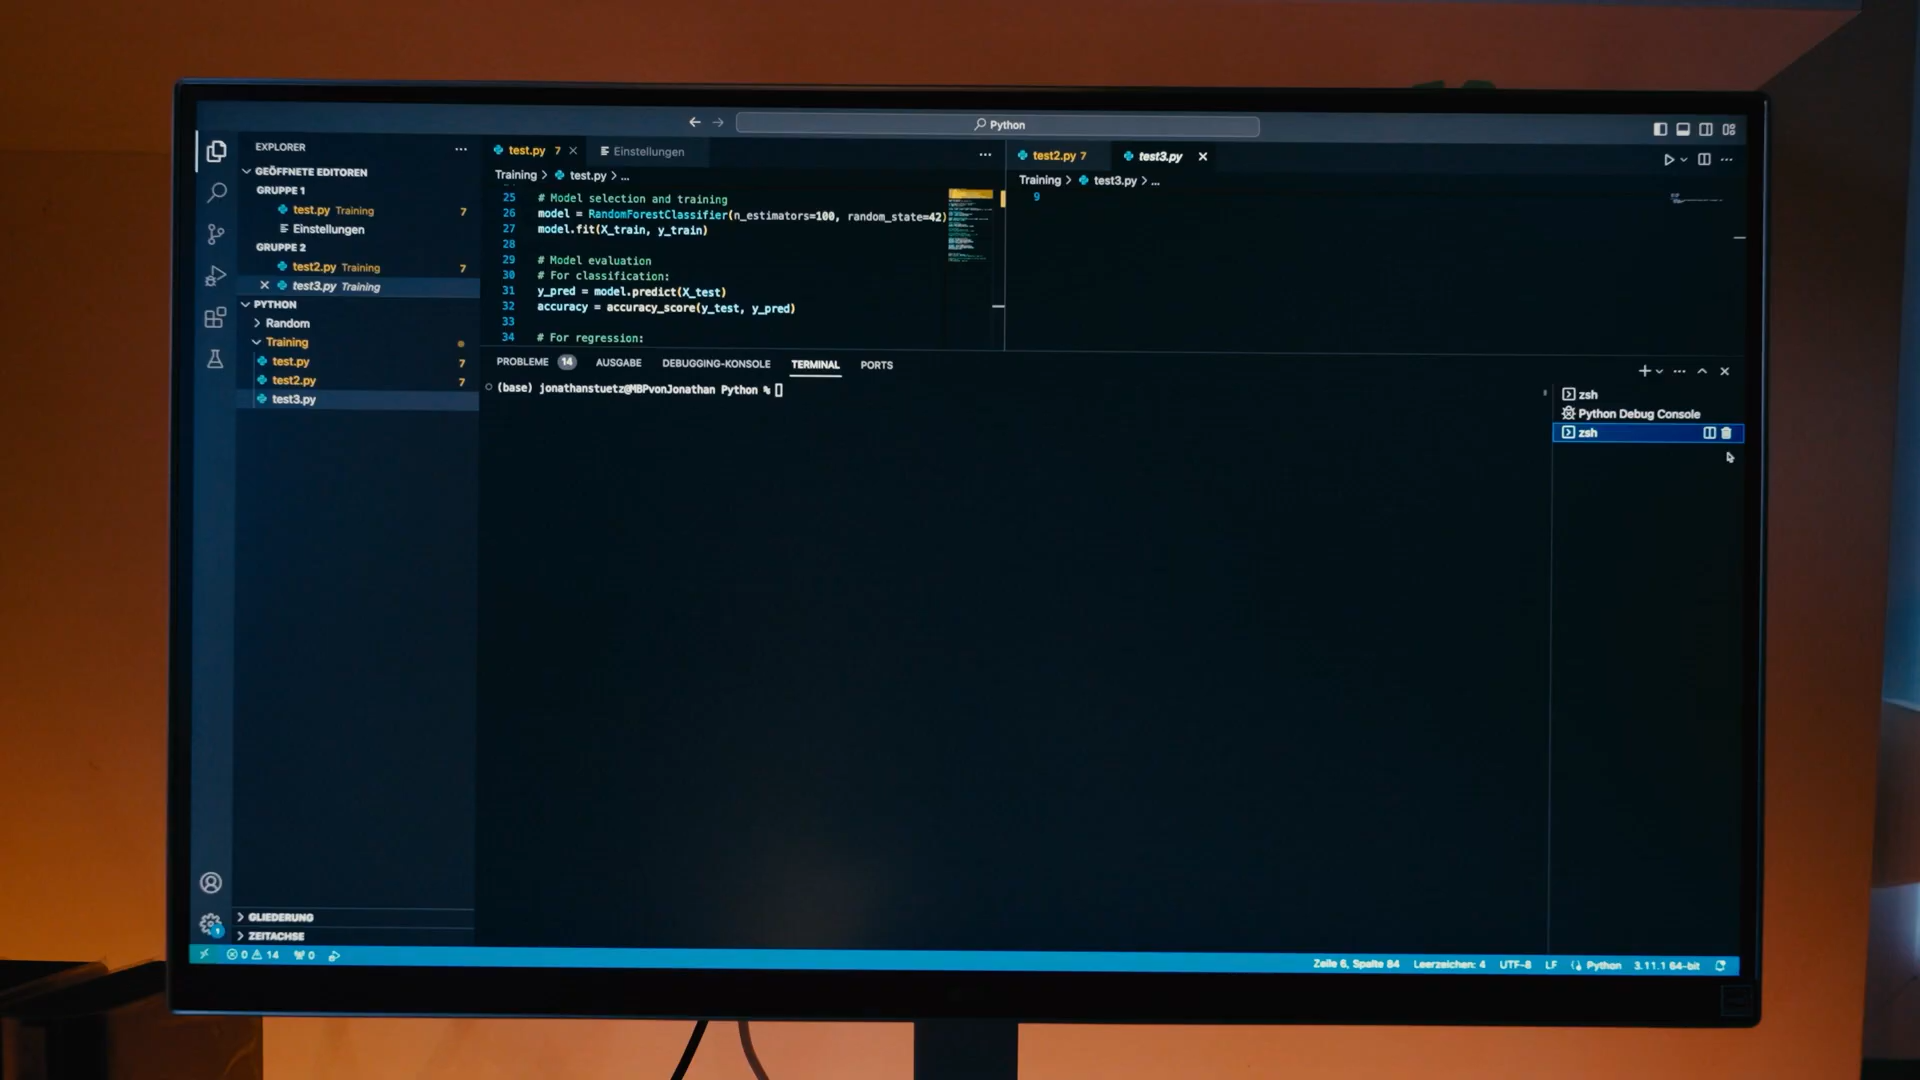 Python
EXPLORER
GEÖFFNETE EDITOREN
GRUPPE 1
test.py Training 7
Einstellungen
GRUPPE 2
test2.py Training 7
test3.py Training
PYTHON
Random
Training
test.py 7
test2.py 7
test3.py
GLIEDERUNG
ZEITACHSE
test.py 7
Einstellungen
Training > test.py > ...
25 # Model selection and training
26 model = RandomForestClassifier(n_estimators=100, random_state=42)
27 model.fit(X_train, y_train)
28
29 # Model evaluation
30 # For classification:
31 y_pred = model.predict(X_test)
32 accuracy = accuracy_score(y_test, y_pred)
33
34 # For regression:
test2.py 7
test3.py
Training > test3.py > ...
9
PROBLEME 14 AUSGABE DEBUGGING-KONSOLE TERMINAL PORTS
(base) jonathanstuetz@MBPvonJonathan Python %
zsh
Python Debug Console
zsh
1
0 14 0
Zeile 6, Spalte 84 Leerzeichen: 4 UTF-8 LF Python 3.11.1 64-bit